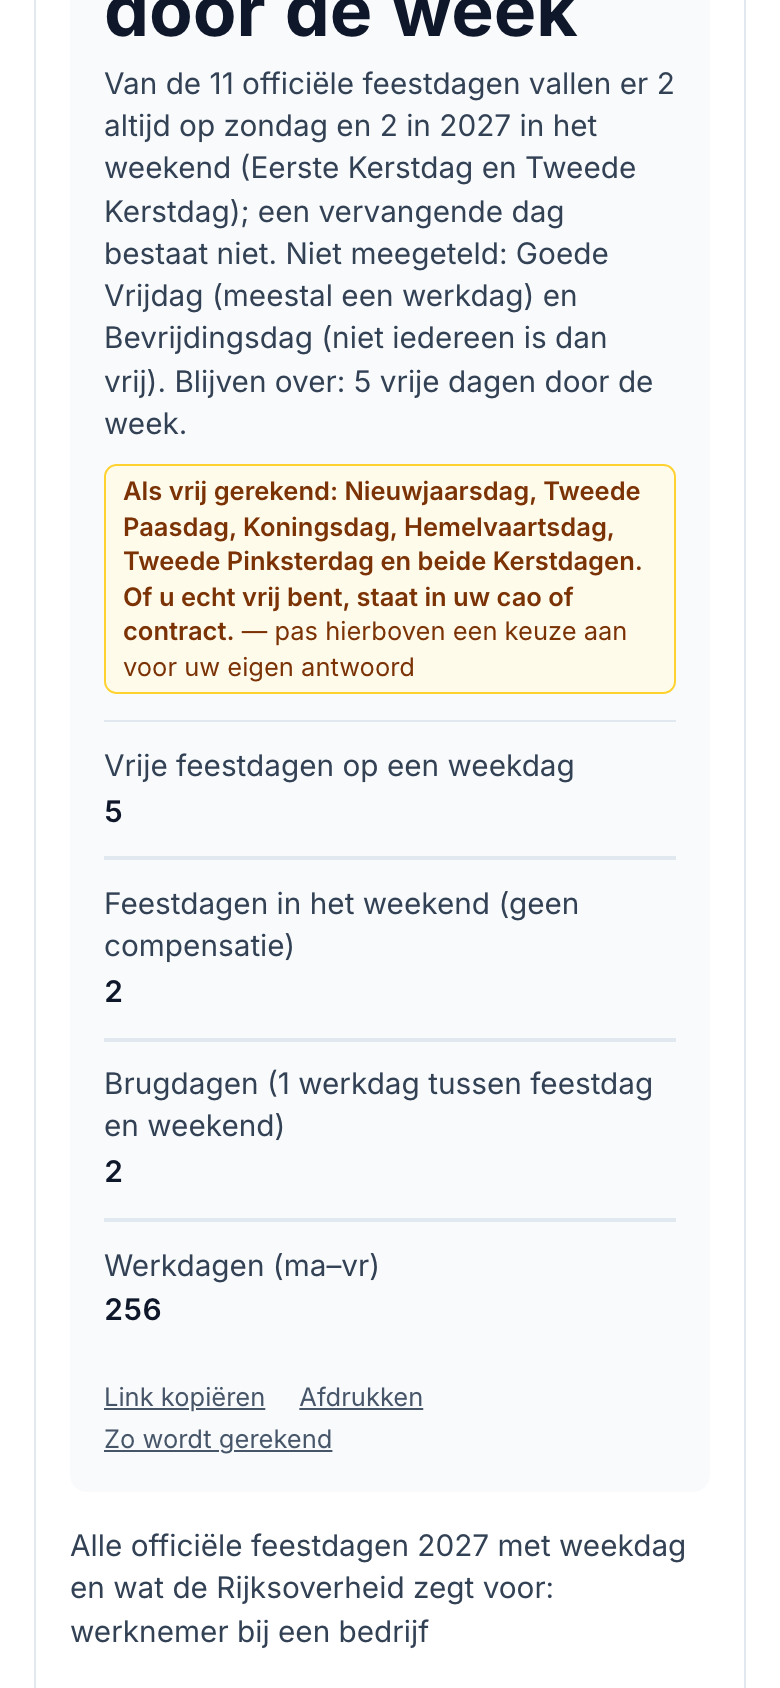 door de week
Van de 11 officiële feestdagen vallen er 2
altijd op zondag en 2 in 2027 in het
weekend (Eerste Kerstdag en Tweede
Kerstdag); een vervangende dag
bestaat niet. Niet meegeteld: Goede
Vrijdag (meestal een werkdag) en
Bevrijdingsdag (niet iedereen is dan
vrij). Blijven over: 5 vrije dagen door de
week.
Als vrij gerekend: Nieuwjaarsdag, Tweede
Paasdag, Koningsdag, Hemelvaartsdag,
Tweede Pinksterdag en beide Kerstdagen.
Of u echt vrij bent, staat in uw cao of
contract. — pas hierboven een keuze aan
voor uw eigen antwoord
Vrije feestdagen op een weekdag
5
Feestdagen in het weekend (geen
compensatie)
2
Brugdagen (1 werkdag tussen feestdag
en weekend)
2
Werkdagen (ma–vr)
256
Link kopiëren Afdrukken
Zo wordt gerekend
Alle officiële feestdagen 2027 met weekdag
en wat de Rijksoverheid zegt voor:
werknemer bij een bedrijf